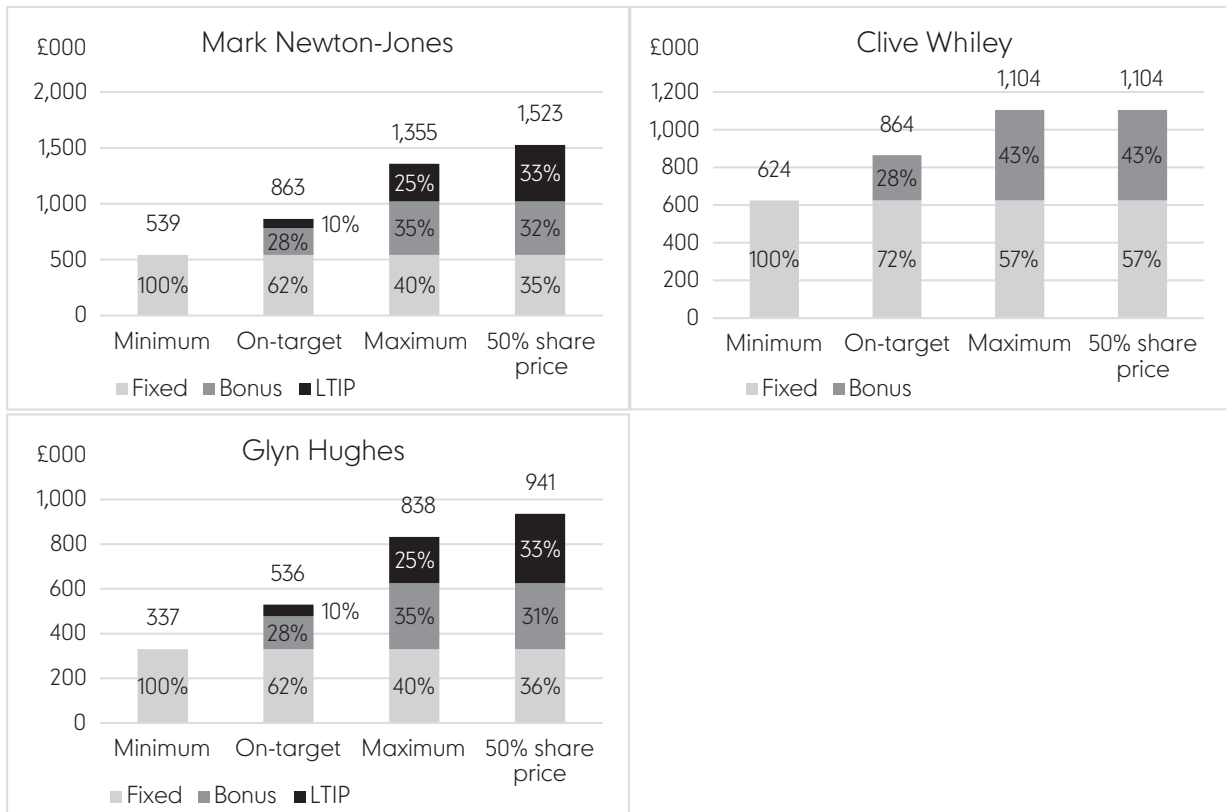 Mark Newton-Jones
£000
2,000
1,500
1,000
500
0
539
863
1,355
1,523
100%
10%
28%
62%
25%
35%
40%
33%
32%
35%
Minimum
On-target
Maximum
50% share
price
Fixed Bonus LTIP
Clive Whiley
£000
1,200
1,000
800
600
400
200
0
624
864
1,104
1,104
100%
28%
72%
43%
57%
43%
57%
Minimum
On-target
Maximum
50% share
price
Fixed Bonus
Glyn Hughes
£000
1,000
800
600
400
200
0
337
536
838
941
100%
10%
28%
62%
25%
35%
40%
33%
31%
36%
Minimum
On-target
Maximum
50% share
price
Fixed Bonus LTIP